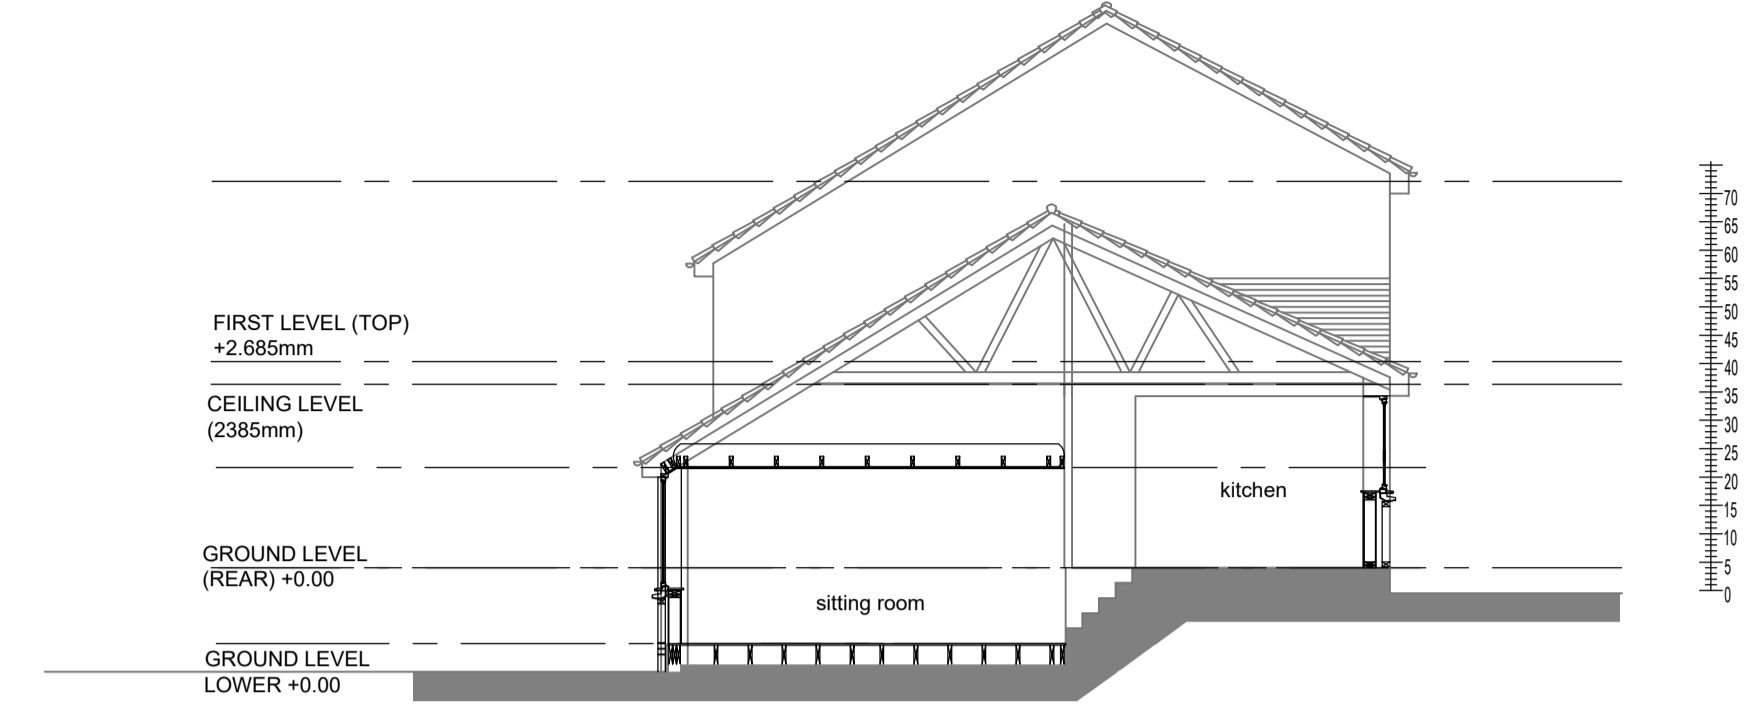 FIRST LEVEL (TOP)
+2.685mm
CEILING LEVEL
(2385mm)
GROUND LEVEL
(REAR) +0.00
GROUND LEVEL
LOWER +0.00
kitchen
sitting room
70
65
60
55
50
45
40
35
30
25
20
15
10
5
0